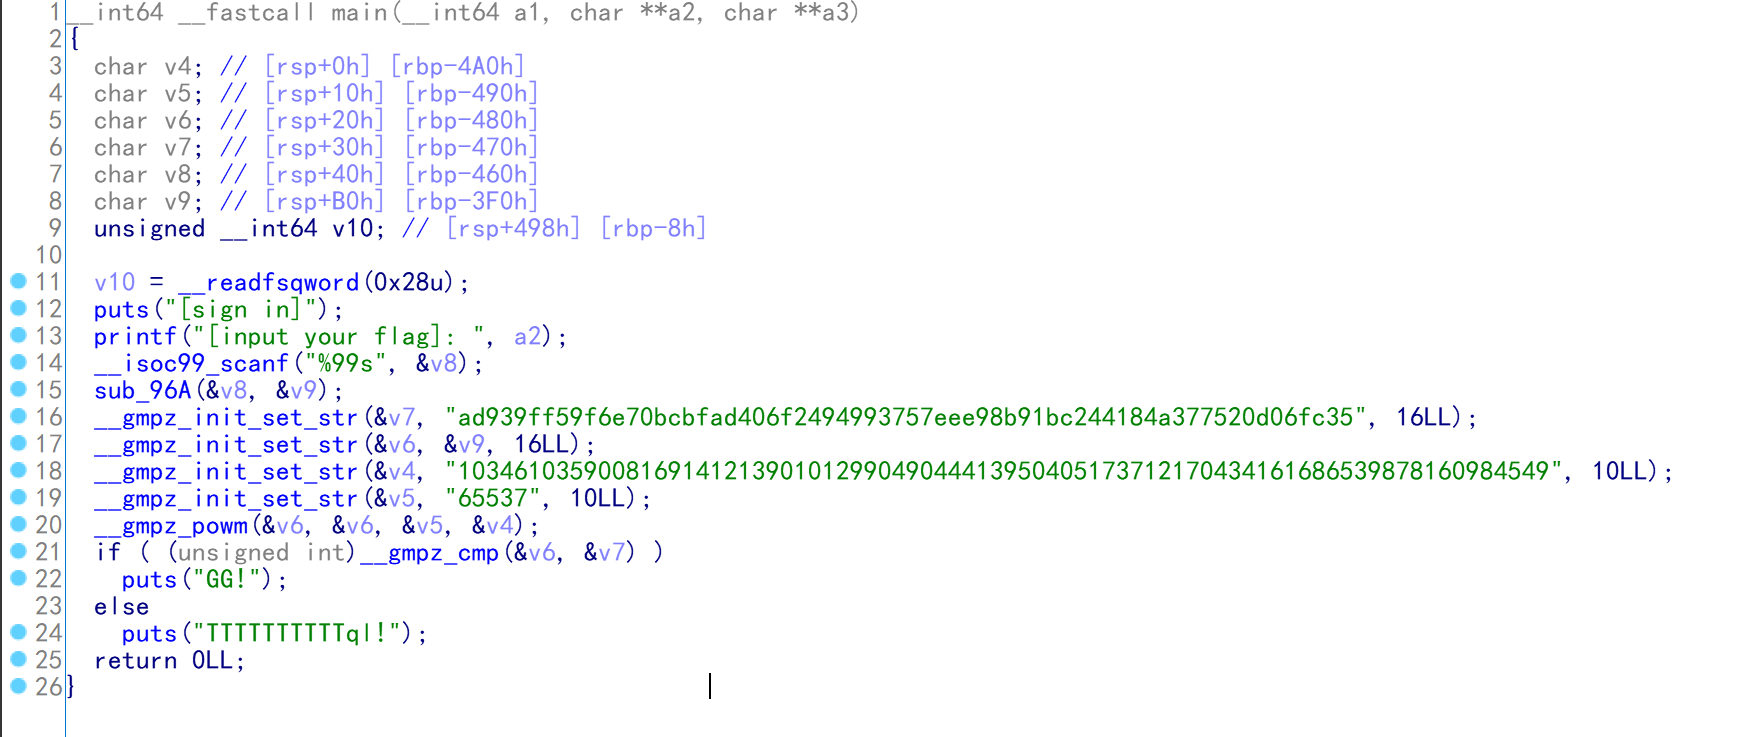 1 __int64 __fastcall main(__int64 a1, char **a2, char **a3)
2 {
3   char v4; // [rsp+0h] [rbp-4A0h]
4   char v5; // [rsp+10h] [rbp-490h]
5   char v6; // [rsp+20h] [rbp-480h]
6   char v7; // [rsp+30h] [rbp-470h]
7   char v8; // [rsp+40h] [rbp-460h]
8   char v9; // [rsp+B0h] [rbp-3F0h]
9   unsigned __int64 v10; // [rsp+498h] [rbp-8h]
10
11   v10 = __readfsqword(0x28u);
12   puts("[sign in]");
13   printf("[input your flag]: ", a2);
14   __isoc99_scanf("%99s", &v8);
15   sub_96A(&v8, &v9);
16   __gmpz_init_set_str(&v7, "ad939ff59f6e70bcbfad406f2494993757eee98b91bc244184a377520d06fc35", 16LL);
17   __gmpz_init_set_str(&v6, &v9, 16LL);
18   __gmpz_init_set_str(&v4, "103461035900816914121390101299049044413950405173712170434161686539878160984549", 10LL);
19   __gmpz_init_set_str(&v5, "65537", 10LL);
20   __gmpz_powm(&v6, &v6, &v5, &v4);
21   if ( (unsigned int)__gmpz_cmp(&v6, &v7) )
22     puts("GG!");
23   else
24     puts("TTTTTTTTTTql!");
25   return 0LL;
26 }